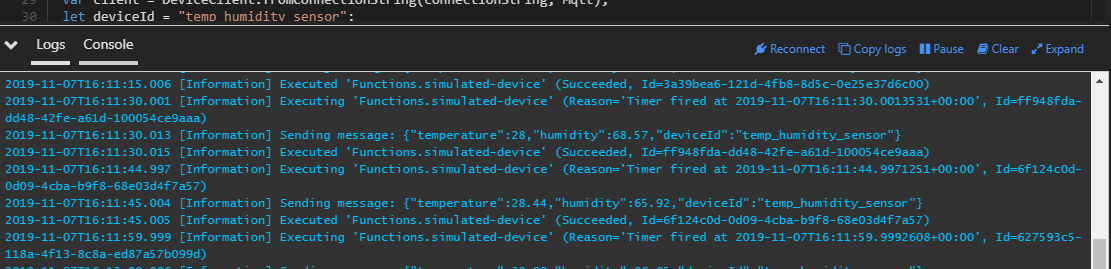 var client = DeviceClient.fromConnectionString(connectionString, Mqtt);
30 let deviceId = "temp_humidity_sensor";
Logs Console Reconnect Copy logs Pause Clear Expand
2019-11-07T16:11:15.006 [Information] Executed 'Functions.simulated-device' (Succeeded, Id=3a39bea6-121d-4fb8-8d5c-0e25e37d6c00)
2019-11-07T16:11:30.001 [Information] Executing 'Functions.simulated-device' (Reason='Timer fired at 2019-11-07T16:11:30.0013531+00:00', Id=ff948fda-
dd48-42fe-a61d-100054ce9aaa)
2019-11-07T16:11:30.013 [Information] Sending message: {"temperature":28,"humidity":68.57,"deviceId":"temp_humidity_sensor"}
2019-11-07T16:11:30.015 [Information] Executed 'Functions.simulated-device' (Succeeded, Id=ff948fda-dd48-42fe-a61d-100054ce9aaa)
2019-11-07T16:11:44.997 [Information] Executing 'Functions.simulated-device' (Reason='Timer fired at 2019-11-07T16:11:44.9971251+00:00', Id=6f124c0d-
0d09-4cba-b9f8-68e03d4f7a57)
2019-11-07T16:11:45.004 [Information] Sending message: {"temperature":28.44,"humidity":65.92,"deviceId":"temp_humidity_sensor"}
2019-11-07T16:11:45.005 [Information] Executed 'Functions.simulated-device' (Succeeded, Id=6f124c0d-0d09-4cba-b9f8-68e03d4f7a57)
2019-11-07T16:11:59.999 [Information] Executing 'Functions.simulated-device' (Reason='Timer fired at 2019-11-07T16:11:59.9992608+00:00', Id=627593c5-
118a-4f13-8c8a-ed87a57b099d)